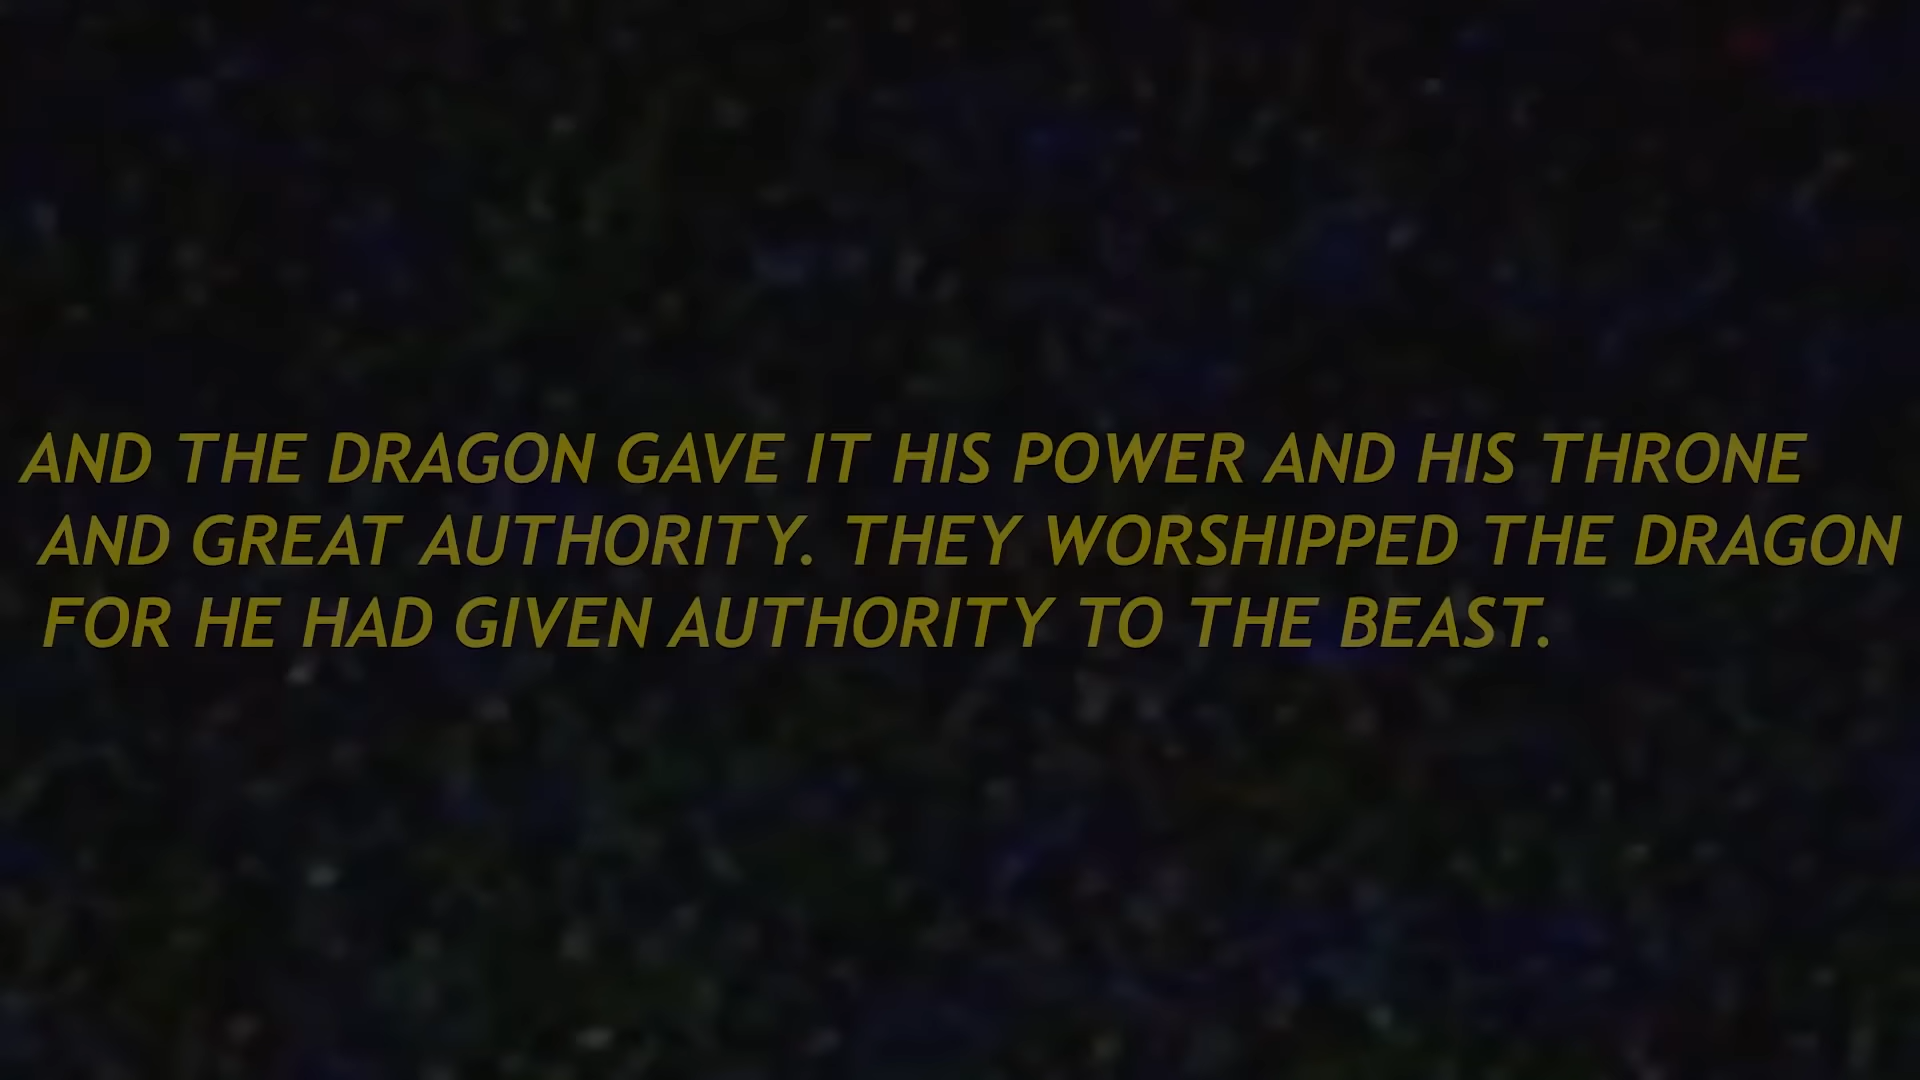 AND THE DRAGON GAVE IT HIS POWER AND HIS THRONE
AND GREAT AUTHORITY. THEY WORSHIPPED THE DRAGON
FOR HE HAD GIVEN AUTHORITY TO THE BEAST.